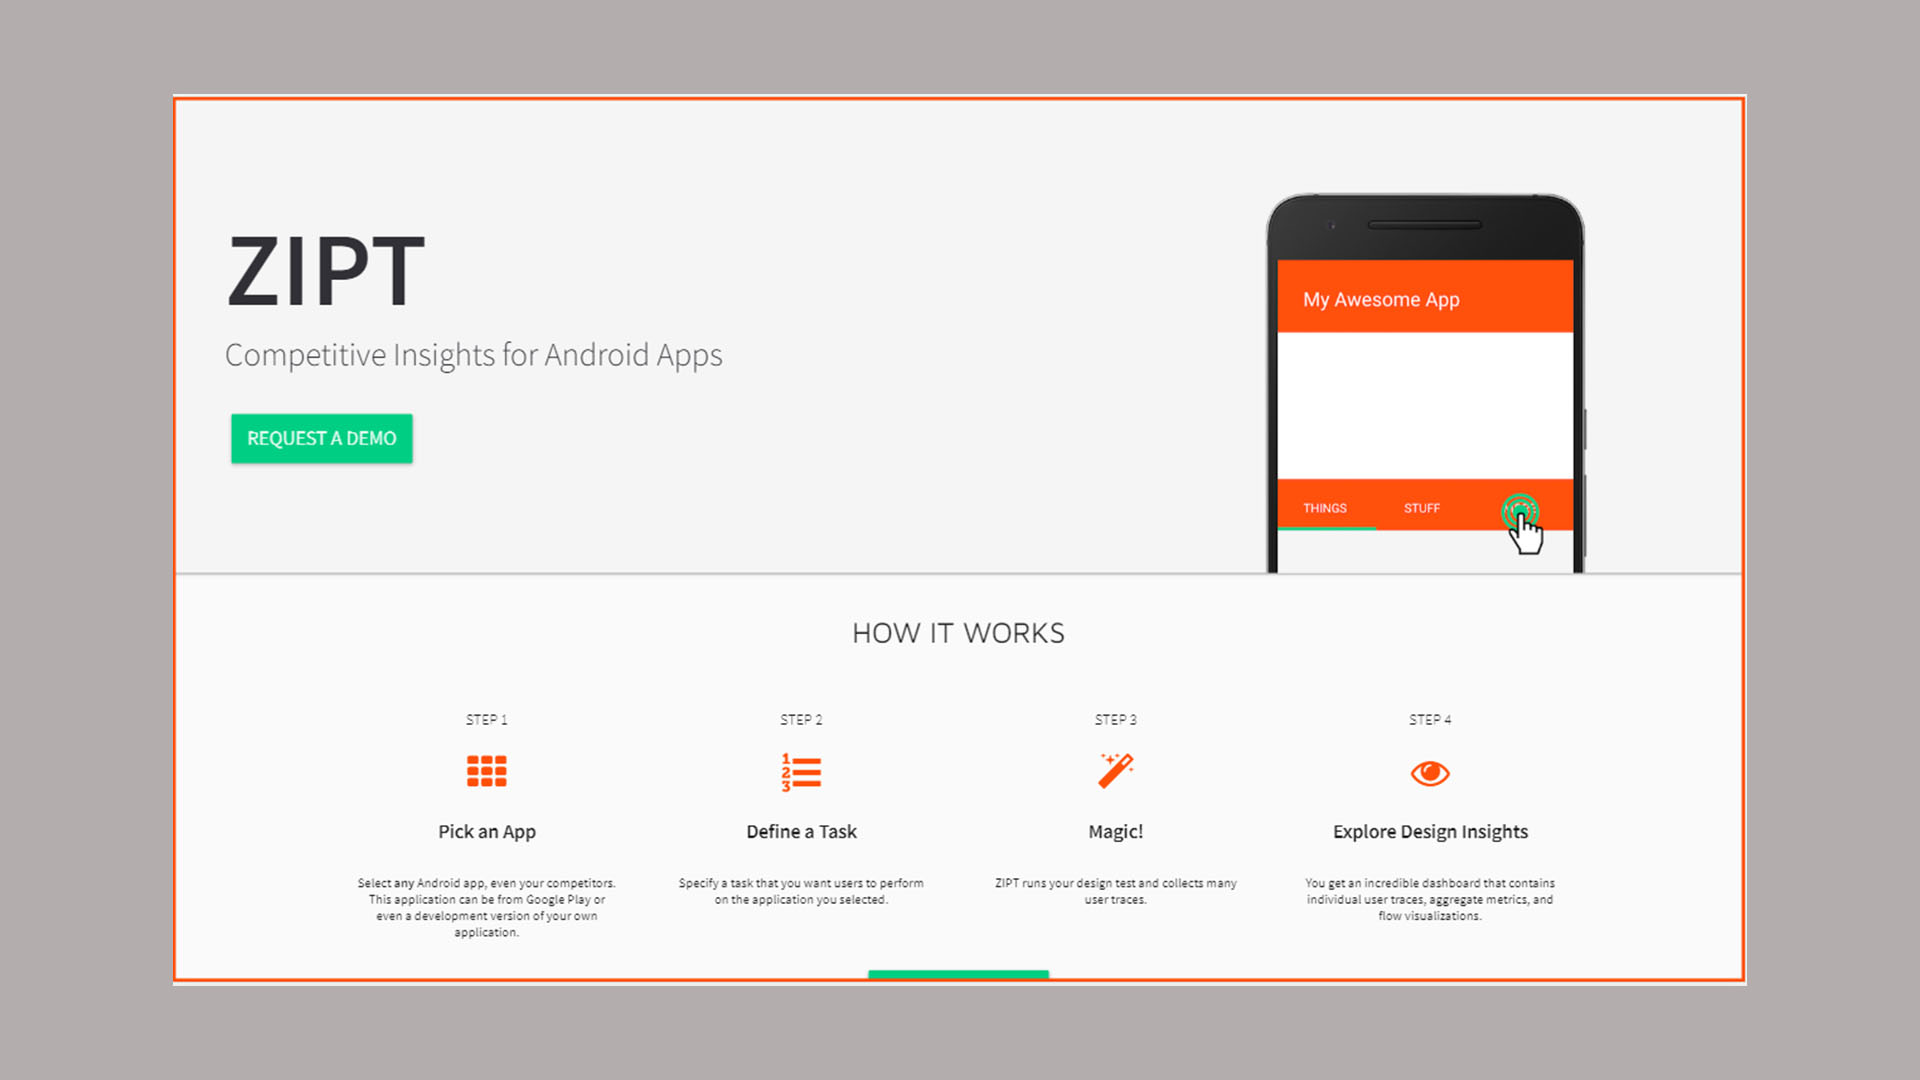 ZIPT
Competitive Insights for Android Apps
REQUEST A DEMO
My Awesome App
THINGS
STUFF
HOW IT WORKS
STEP 1
Pick an App
Select any Android app, even your competitors.
This application can be from Google Play or
even a development version of your own
application.
STEP 2
1
2
3
Define a Task
Specify a task that you want users to perform
on the application you selected.
STEP 3
Magic!
ZIPT runs your design test and collects many
user traces.
STEP 4
Explore Design Insights
You get an incredible dashboard that contains
individual user traces, aggregate metrics, and
flow visualizations.